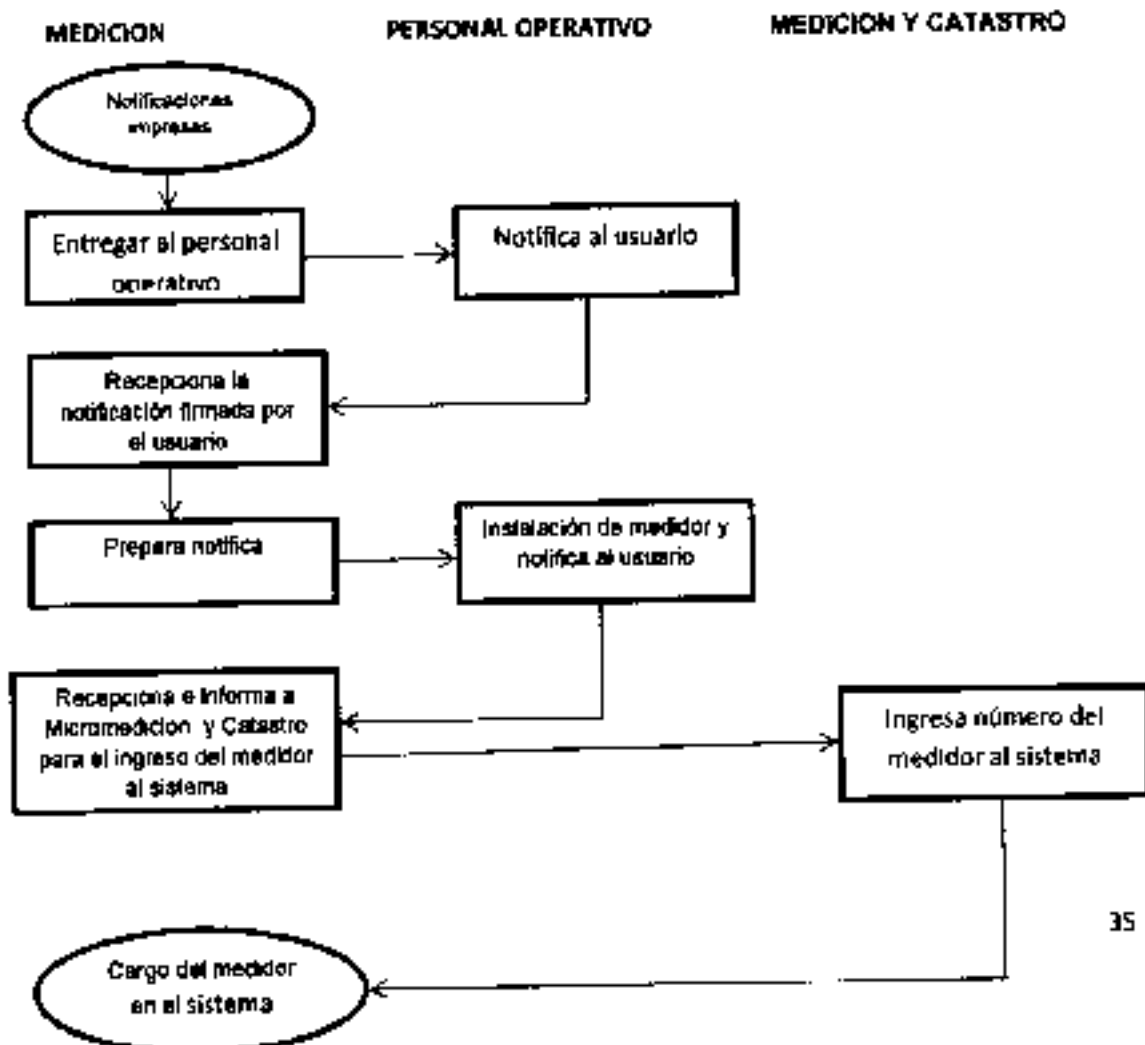 MEDICION
PERSONAL OPERATIVO
MEDICION Y CATASTRO
Notificaciones
impresas
Entregar al personal
operativo
Notifica al usuario
Recepciona la
notificación firmada por
el usuario
Prepara notifica
Instalación de medidor y
notifica al usuario
Recepciona e Informa a
Micromedicion y Catastro
para el ingreso del medidor
al sistema
Ingresa número del
medidor al sistema
35
Cargo del medidor
en el sistema